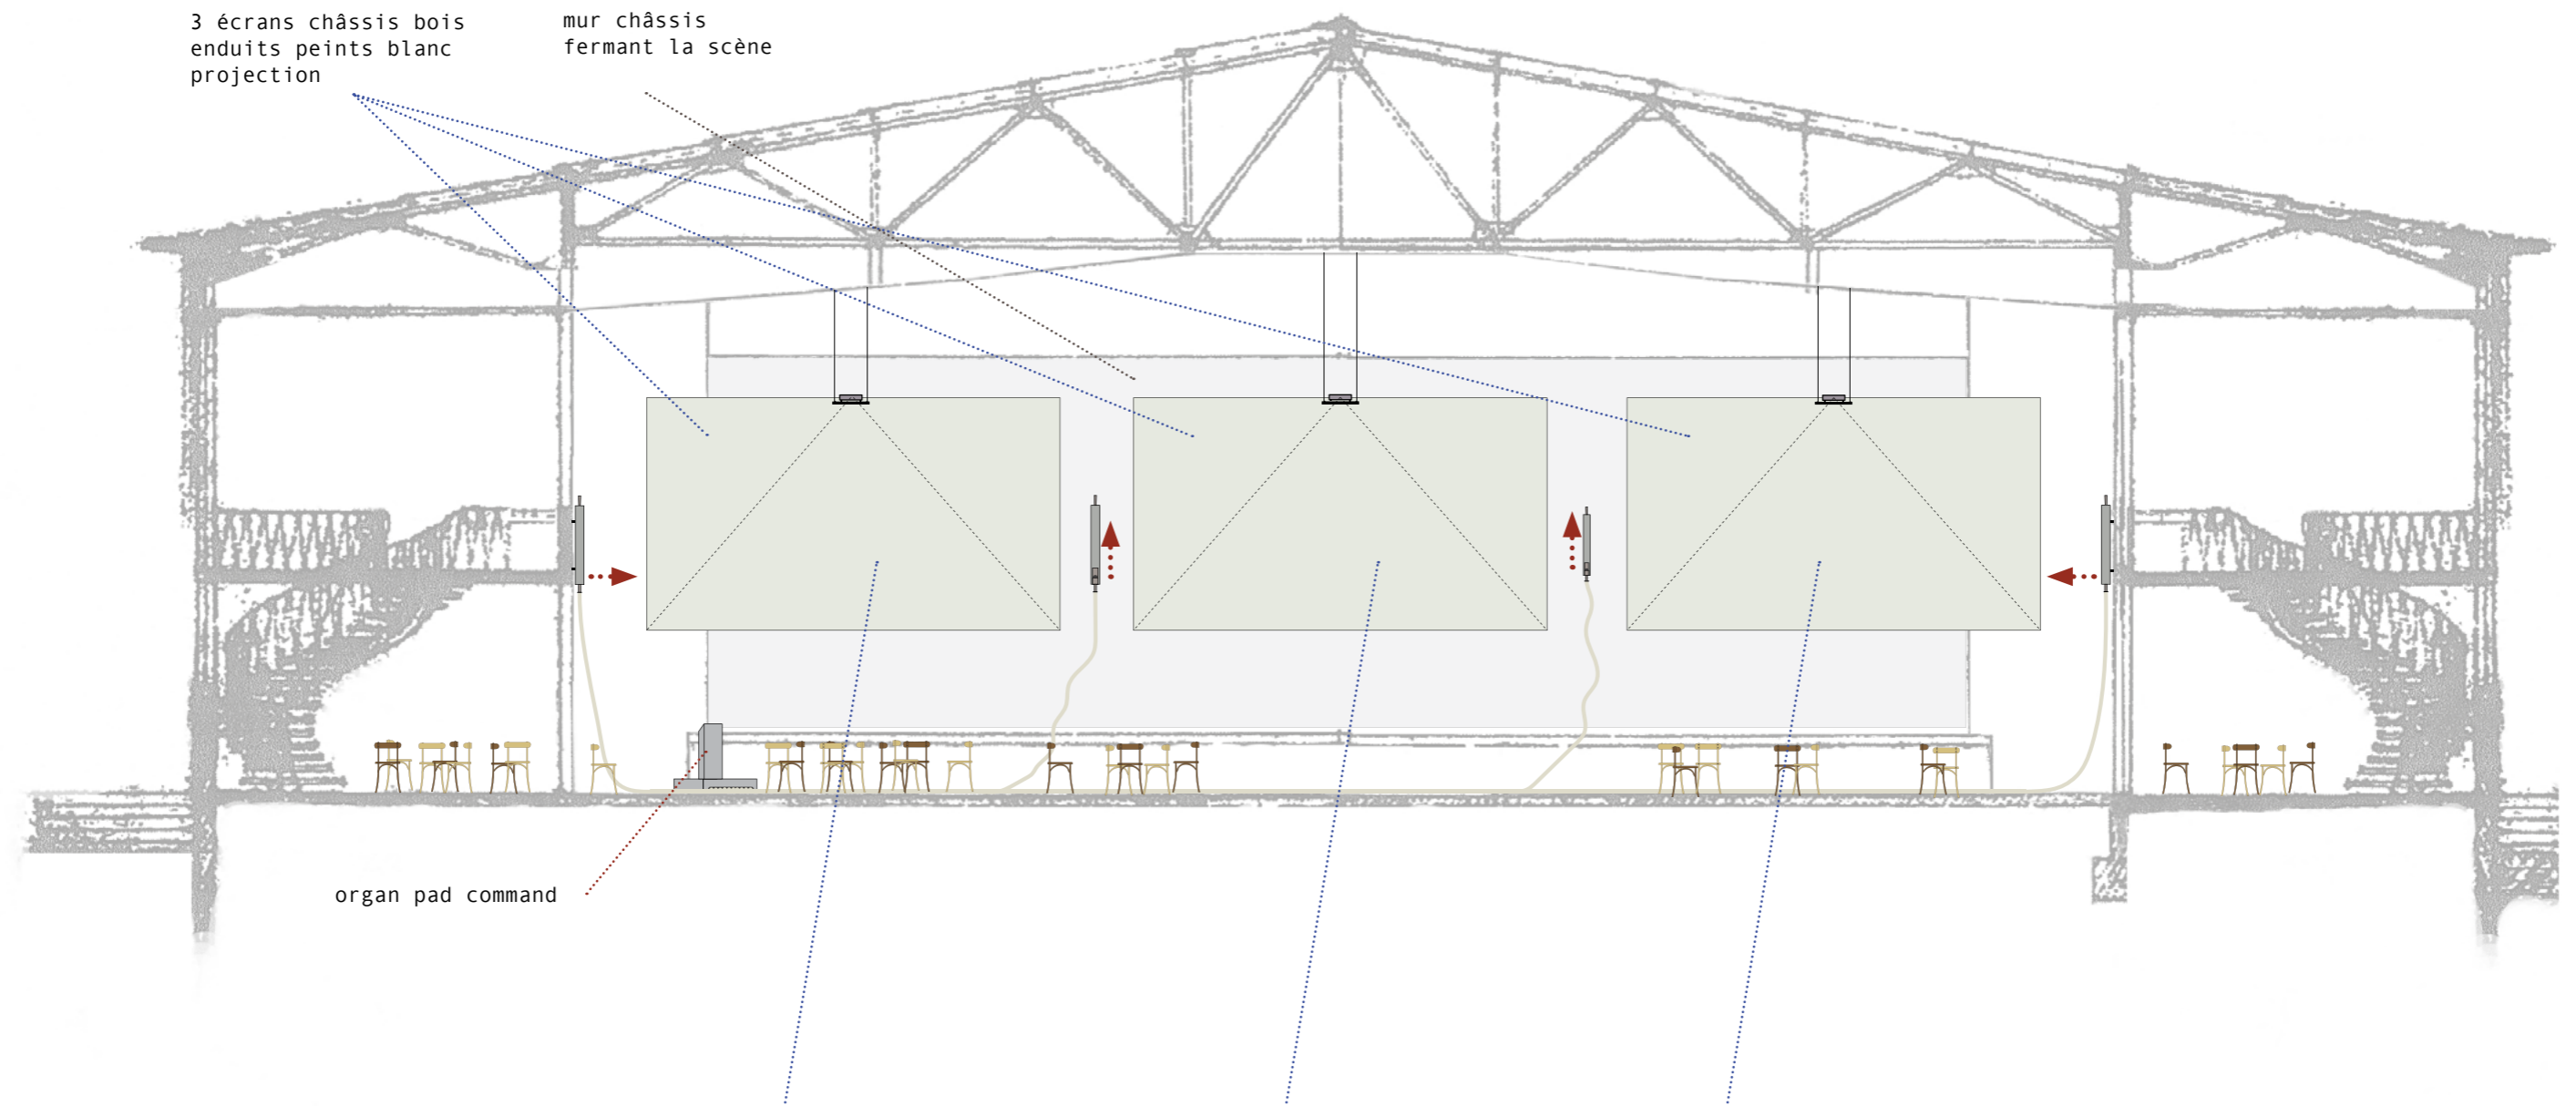 3 écrans châssis bois
enduits peints blanc
projection
mur châssis
fermant la scène
organ pad command